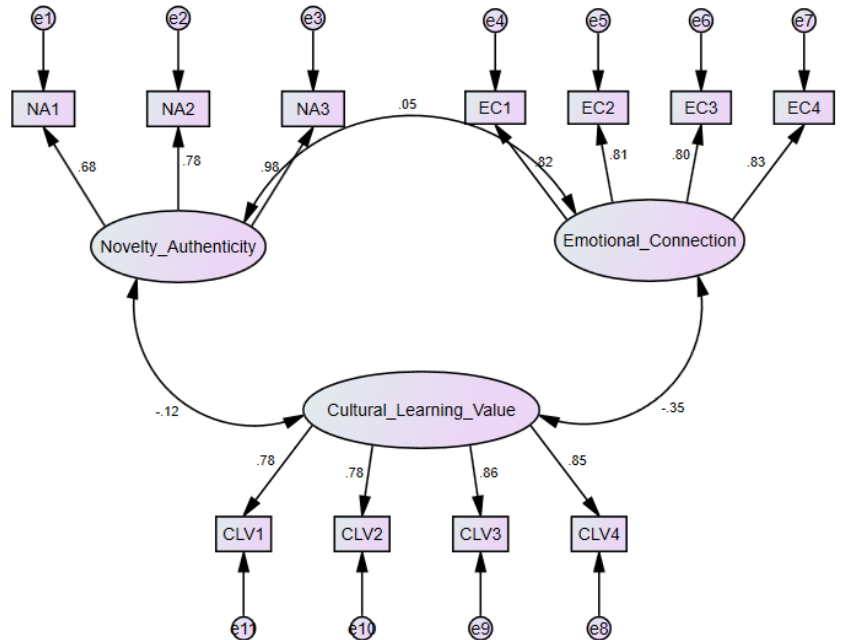 e1 e2 e3 e4 e5 e6 e7
NA1 NA2 NA3 .05 EC1 EC2 EC3 EC4
.68 .78 .98 .82 .81 .80 .83
Novelty_Authenticity Emotional_Connection
-.12 Cultural_Learning_Value -.35
.78 .78 .86 .85
CLV1 CLV2 CLV3 CLV4
e11 e10 e9 e8